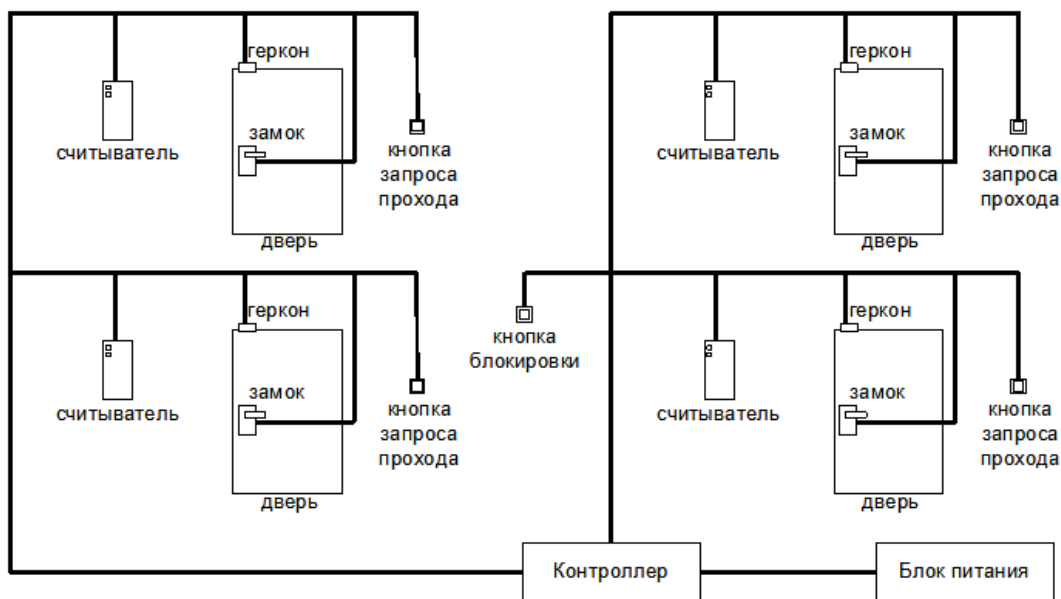 геркон
геркон
замок
замок
считыватель
кнопка
запроса
прохода
считыватель
кнопка
запроса
прохода
дверь
дверь
геркон
геркон
кнопка
блокировки
замок
замок
считыватель
кнопка
запроса
прохода
считыватель
кнопка
запроса
прохода
дверь
дверь
Контроллер
Блок питания